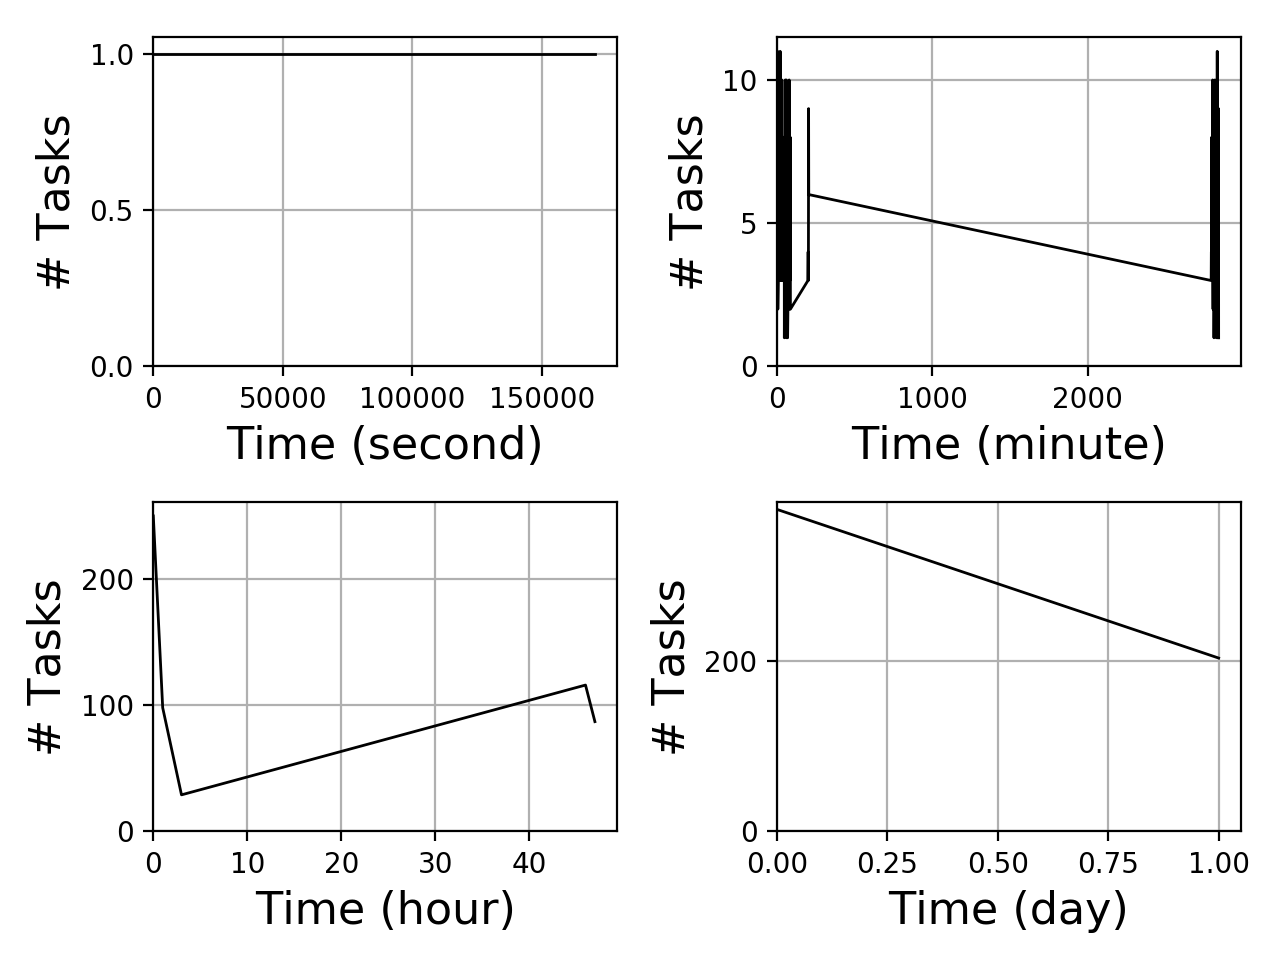 # Tasks
1.0
0.5
0.0
0 50000 100000 150000
Time (second)
# Tasks
10
5
0
0 1000 2000
Time (minute)
# Tasks
200
100
0
0 10 20 30 40
Time (hour)
# Tasks
200
0
0.00 0.25 0.50 0.75 1.00
Time (day)